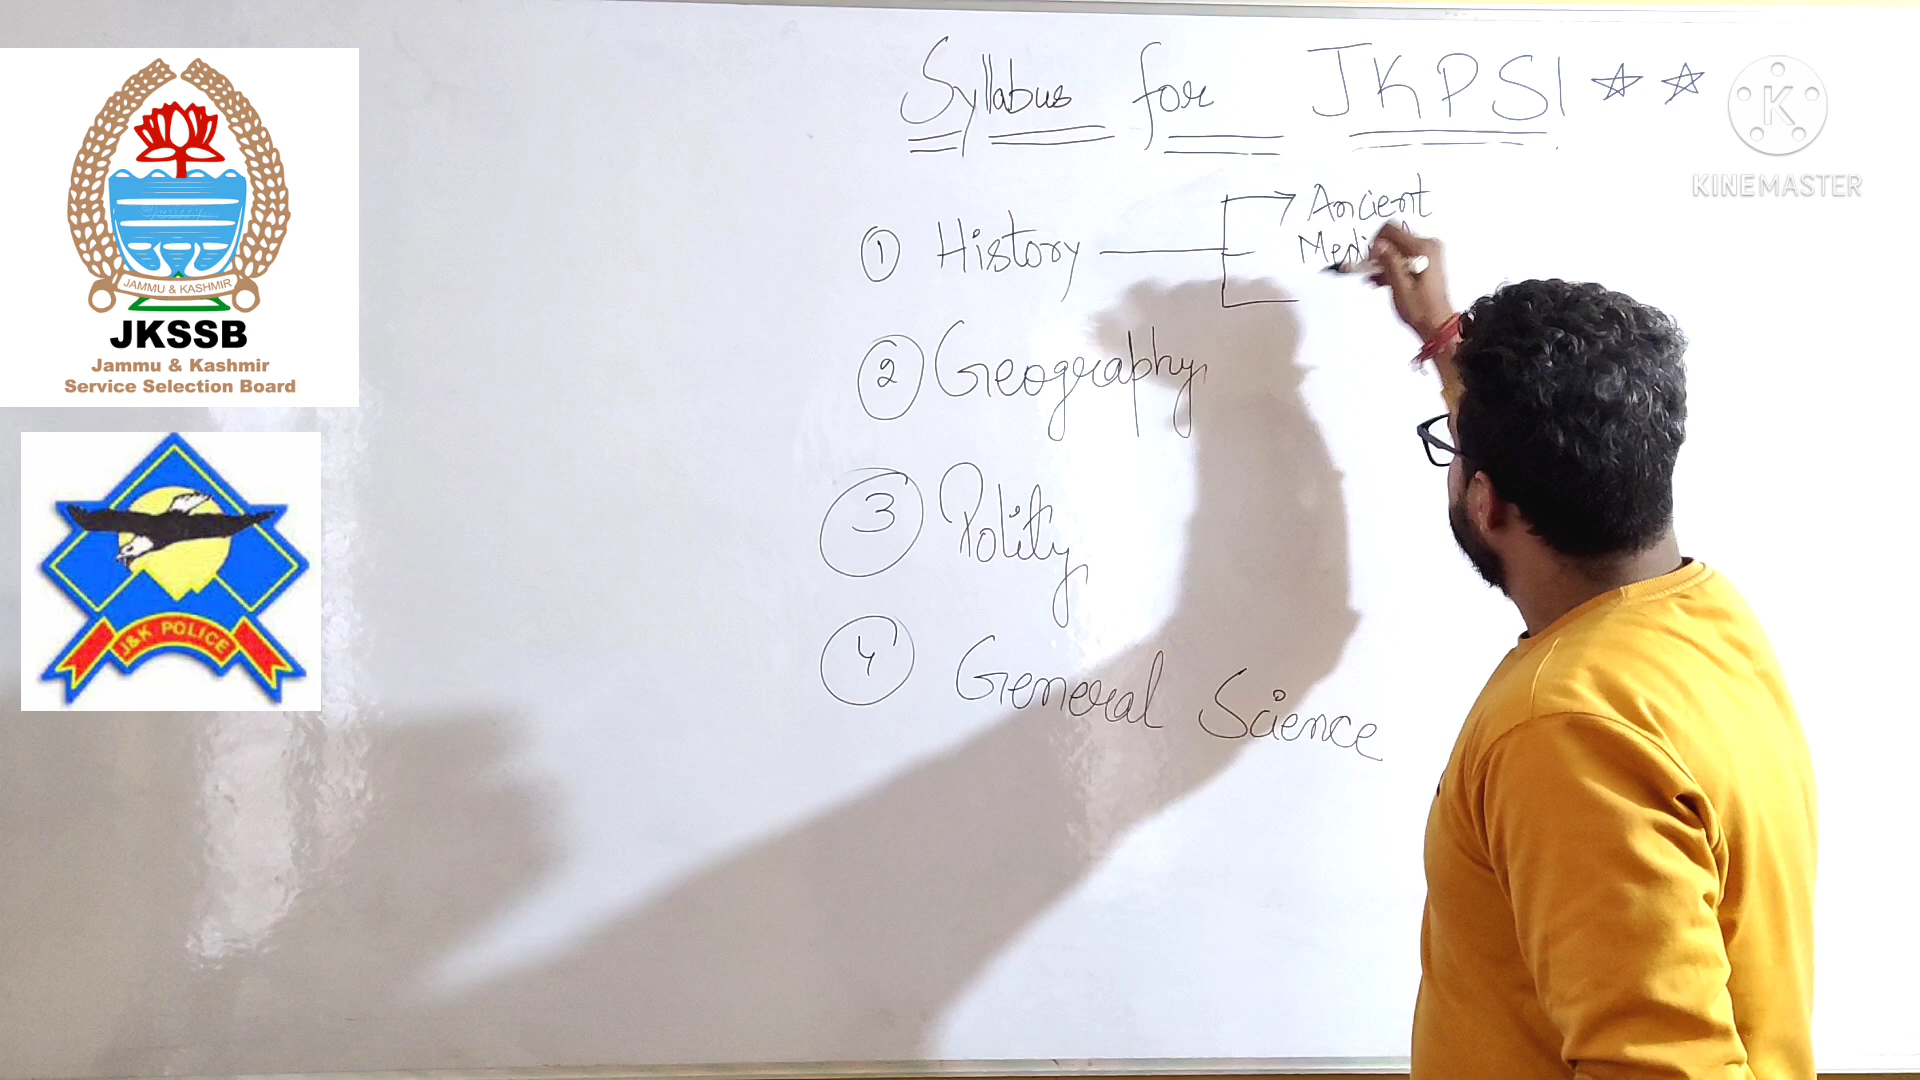 Syllabus for JKPSI
KINEMASTER
Ancient
① History
JAMMU & KASHMIR
JKSSB
Jammu & Kashmir
Service Selection Board
② Geography
③ Polity
J&K POLICE
④ General Science